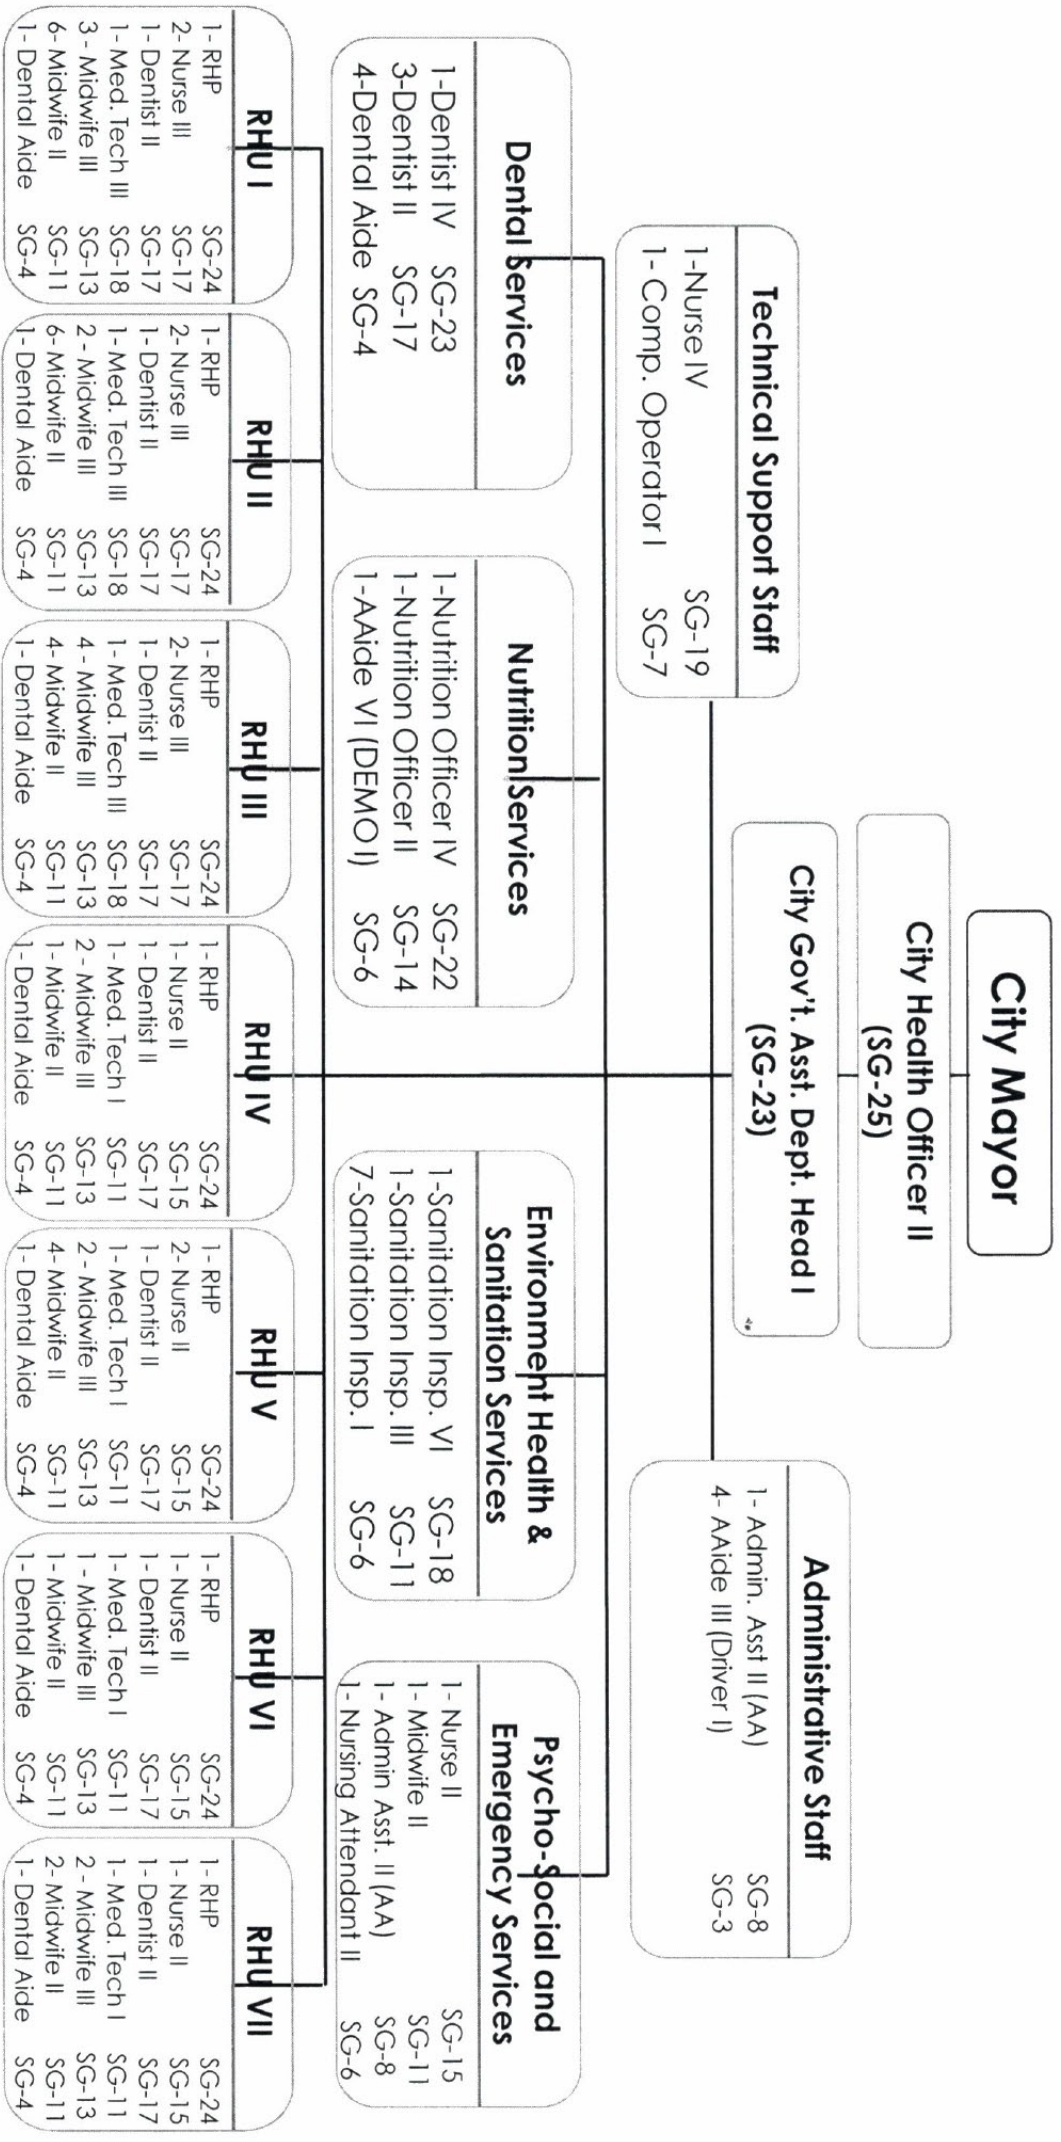 City Mayor
City Health Officer II
(SG-25)
City Gov't. Asst. Dept. Head I
(SG-23)
Technical Support Staff
1-Nurse IV SG-19
1- Comp. Operator I SG-7
Administrative Staff
1- Admin. Asst II (AA) SG-8
4- AAide III (Driver I) SG-3
Dental Services
1-Dentist IV SG-23
3-Dentist II SG-17
4-Dental Aide SG-4
Nutrition Services
1-Nutrition Officer IV SG-22
1-Nutrition Officer II SG-14
1-AAide VI (DEMO I) SG-6
Environment Health &
Sanitation Services
1-Sanitation Insp. VI SG-18
1-Sanitation Insp. III SG-11
7-Sanitation Insp. I SG-6
Psycho-Social and
Emergency Services
1- Nurse II SG-15
1- Midwife II SG-11
1- Admin Asst. II (AA) SG-8
1- Nursing Attendant II SG-6
RHU I
1- RHP SG-24
2- Nurse III SG-17
1- Dentist II SG-17
1- Med. Tech III SG-18
3 - Midwife III SG-13
6- Midwife II SG-11
1- Dental Aide SG-4
RHU II
1- RHP SG-24
2- Nurse III SG-17
1- Dentist II SG-17
1- Med. Tech III SG-18
2 - Midwife III SG-13
6- Midwife II SG-11
1- Dental Aide SG-4
RHU III
1- RHP SG-24
2- Nurse III SG-17
1- Dentist II SG-17
1- Med. Tech III SG-18
4 - Midwife III SG-13
4- Midwife II SG-11
1- Dental Aide SG-4
RHU IV
1- RHP SG-24
1- Nurse II SG-15
1- Dentist II SG-17
1- Med. Tech I SG-11
2 - Midwife III SG-13
1- Midwife II SG-11
1- Dental Aide SG-4
RHU V
1- RHP SG-24
2- Nurse II SG-15
1- Dentist II SG-17
1- Med. Tech I SG-11
2 - Midwife III SG-13
4- Midwife II SG-11
1- Dental Aide SG-4
RHU VI
1- RHP SG-24
1- Nurse II SG-15
1- Dentist II SG-17
1- Med. Tech I SG-11
1 - Midwife III SG-13
1- Midwife II SG-11
1- Dental Aide SG-4
RHU VII
1- RHP SG-24
1- Nurse II SG-15
1- Dentist II SG-17
1- Med. Tech I SG-11
2 - Midwife III SG-13
2- Midwife II SG-11
1- Dental Aide SG-4